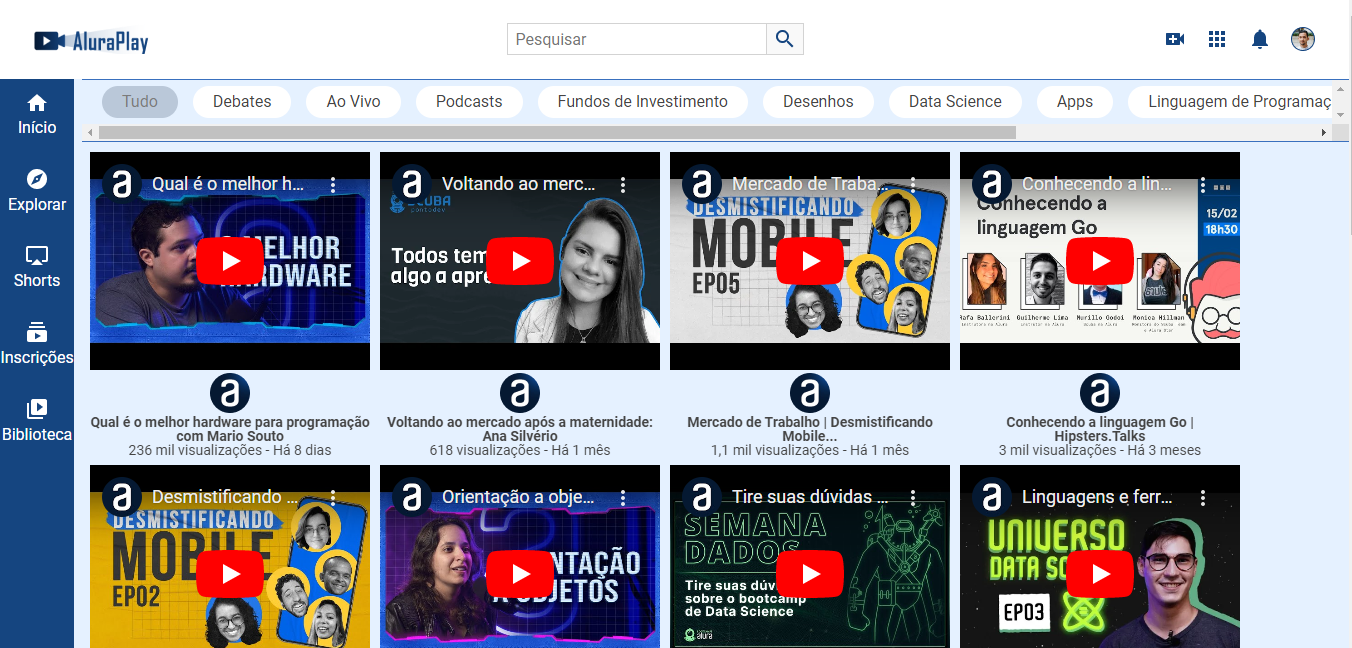 AluraPlay
Pesquisar
Tudo
Debates
Ao Vivo
Podcasts
Fundos de Investimento
Desenhos
Data Science
Apps
Linguagem de Programaç
Início
Explorar
Shorts
Inscrições
Biblioteca
a Qual é o melhor h...
MELHOR
HARDWARE
a
Qual é o melhor hardware para programação
com Mario Souto
236 mil visualizações - Há 8 dias
a Voltando ao merc...
Todos tem
algo a apre
a
Voltando ao mercado após a maternidade:
Ana Silvério
618 visualizações - Há 1 mês
a Mercado de Traba...
DESMISTIFICANDO
MOBILE
EP05
a
Mercado de Trabalho | Desmistificando
Mobile...
1,1 mil visualizações - Há 1 mês
a Conhecendo a lin...
Conhecendo a
linguagem Go
15/02
18h30
Rafa Ballerini
Guilherme Lima
Murillo Godoi
Monica Hillman
a
Conhecendo a linguagem Go |
Hipsters.Talks
3 mil visualizações - Há 3 meses
a Desmistificando ...
DESMISTIFICANDO
MOBILE
EP02
a Orientação a obje...
ENTAÇÃO
A OBJETOS
a Tire suas dúvidas ...
SEMANA
DADOS
Tire suas dúv
sobre o bootcamp
de Data Science
alura
a Linguagens e ferr...
UNIVERSO
DATA SC
EP03